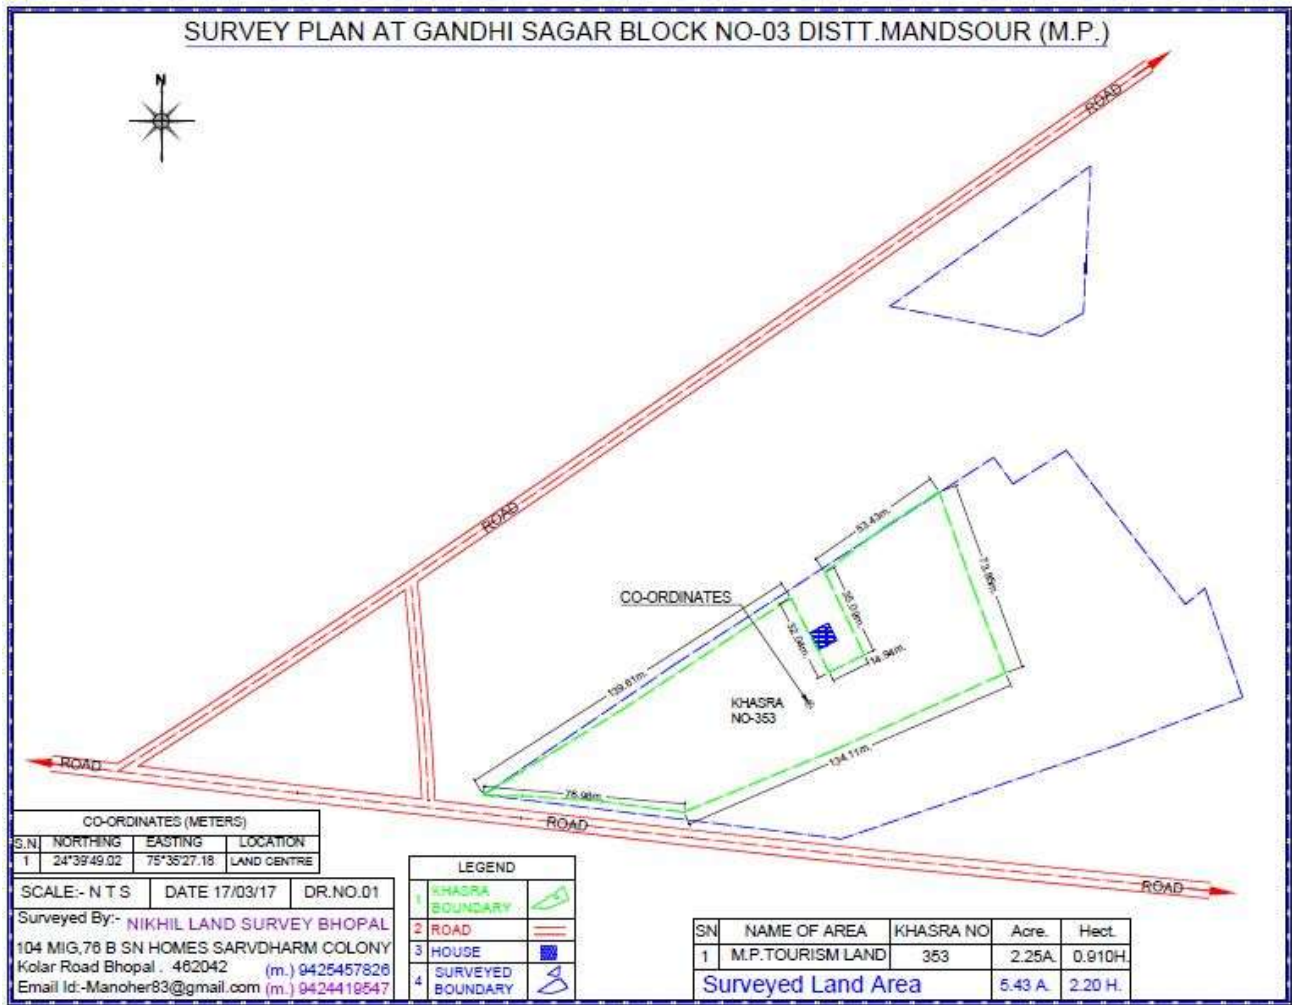 SURVEY PLAN AT GANDHI SAGAR BLOCK NO-03 DISTT.MANDSOUR (M.P.)
N
ROAD
ROAD
53.43m.
73.95m.
CO-ORDINATES
35.09m.
32.04m.
14.94m.
139.61m.
KHASRA
NO-353
134.11m.
ROAD
78.98m.
ROAD
ROAD
CO-ORDINATES (METERS)
S.N. NORTHING EASTING LOCATION
1 24°39'49.02 75°35'27.18 LAND CENTRE
SCALE:- N T S DATE 17/03/17 DR.NO.01
Surveyed By:- NIKHIL LAND SURVEY BHOPAL
104 MIG,76 B SN HOMES SARVDHARM COLONY
Kolar Road Bhopal . 462042 (m.) 9425457826
Email Id:-Manoher83@gmail.com (m.) 9424419547
LEGEND
1 KHASRA
BOUNDARY
2 ROAD
3 HOUSE
4 SURVEYED
BOUNDARY
SN NAME OF AREA KHASRA NO Acre. Hect.
1 M.P.TOURISM LAND 353 2.25A. 0.910H.
Surveyed Land Area 5.43 A. 2.20 H.